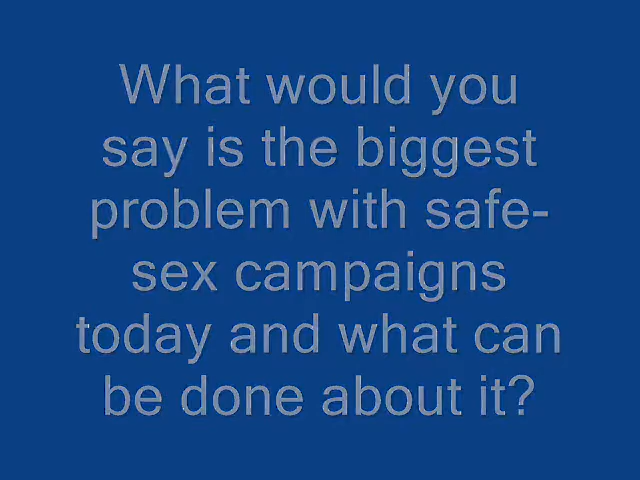 What would you
say is the biggest
problem with safe-
sex campaigns
today and what can
be done about it?